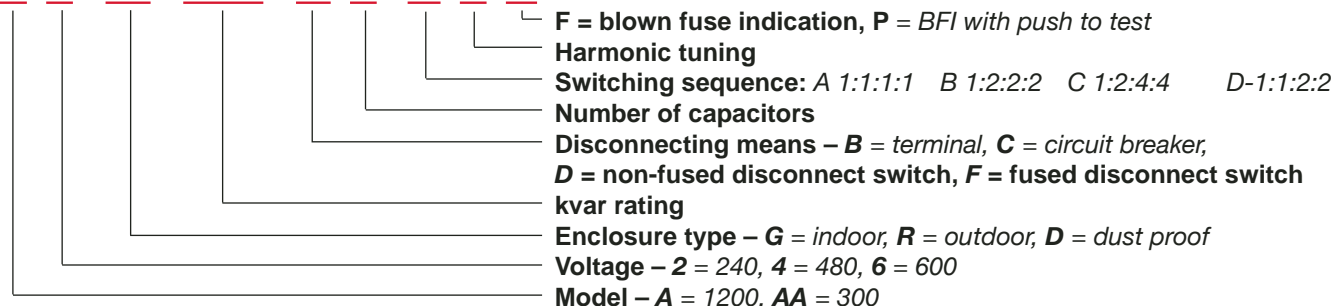 F = blown fuse indication, P = BFI with push to test
Harmonic tuning
Switching sequence: A 1:1:1:1 B 1:2:2:2 C 1:2:4:4 D-1:1:2:2
Number of capacitors
Disconnecting means – B = terminal, C = circuit breaker,
D = non-fused disconnect switch, F = fused disconnect switch
kvar rating
Enclosure type – G = indoor, R = outdoor, D = dust proof
Voltage – 2 = 240, 4 = 480, 6 = 600
Model – A = 1200, AA = 300